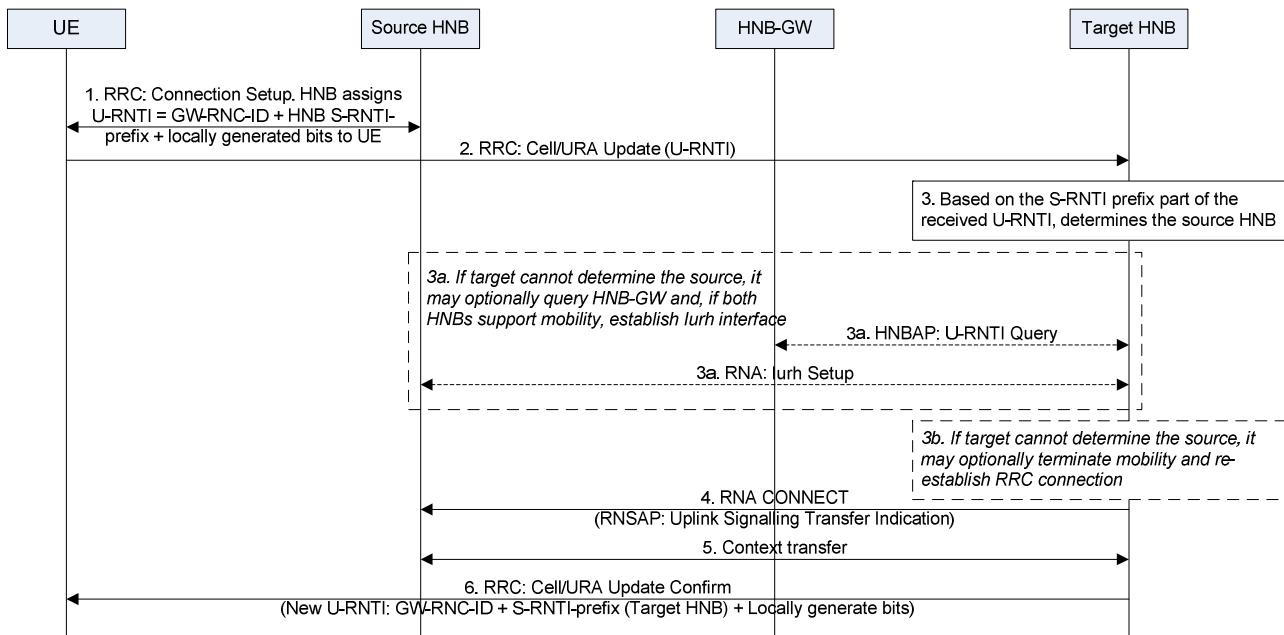 UE
Source HNB
HNB-GW
Target HNB
1. RRC: Connection Setup. HNB assigns
U-RNTI = GW-RNC-ID + HNB S-RNTI-
prefix + locally generated bits to UE
2. RRC: Cell/URA Update (U-RNTI)
3. Based on the S-RNTI prefix part of the
received U-RNTI, determines the source HNB
3a. If target cannot determine the source, it
may optionally query HNB-GW and, if both
HNBs support mobility, establish Iurh interface
3a. HNBAP: U-RNTI Query
3a. RNA: Iurh Setup
3b. If target cannot determine the source, it
may optionally terminate mobility and re-
establish RRC connection
4. RNA CONNECT
(RNSAP: Uplink Signalling Transfer Indication)
5. Context transfer
6. RRC: Cell/URA Update Confirm
(New U-RNTI: GW-RNC-ID + S-RNTI-prefix (Target HNB) + Locally generate bits)